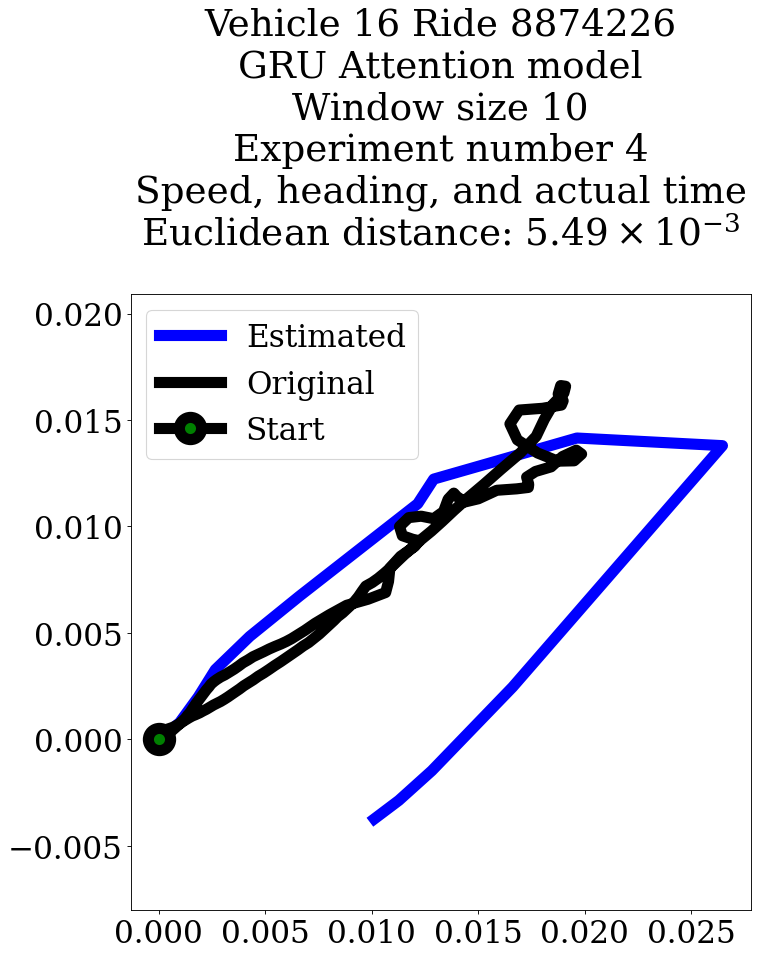 Vehicle 16 Ride 8874226
GRU Attention model
Window size 10
Experiment number 4
Speed, heading, and actual time
Euclidean distance: 5.49 × 10⁻³
Estimated
Original
Start
0.020
0.015
0.010
0.005
0.000
−0.005
0.000 0.005 0.010 0.015 0.020 0.025